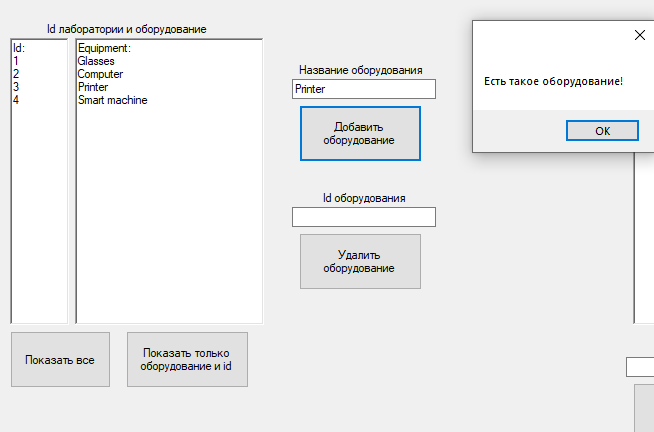 Id лаборатории и оборудование
Id:
1
2
3
4
Equipment:
Glasses
Computer
Printer
Smart machine
Показать все
Показать только
оборудование и id
Название оборудования
Printer
Добавить
оборудование
Id оборудования
Удалить
оборудование
Есть такое оборудование!
OK